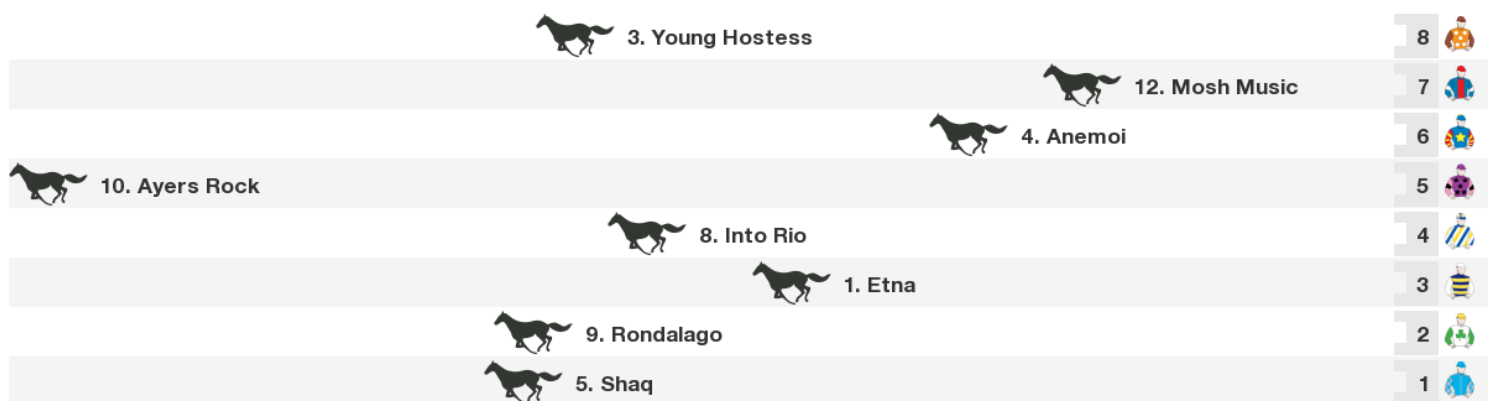 3. Young Hostess 8
12. Mosh Music 7
4. Anemoi 6
10. Ayers Rock 5
8. Into Rio 4
1. Etna 3
9. Rondalago 2
5. Shaq 1